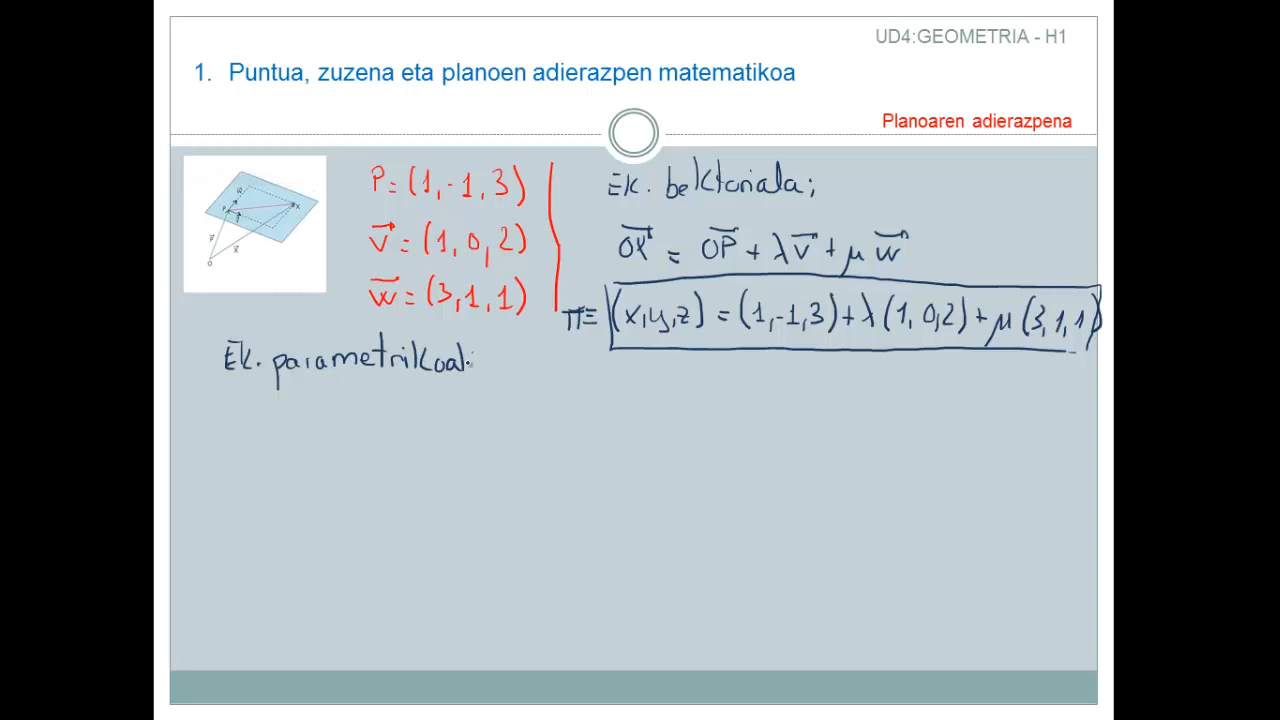 UD4:GEOMETRIA - H1
1. Puntua, zuzena eta planoen adierazpen matematikoa
Planoaren adierazpena
P = (1, -1, 3)
v⃗ = (1, 0, 2)
w⃗ = (3, 1, 1)
Ek. bektoriala;
OX⃗ = OP⃗ + λv⃗ + μw⃗
π≡ (x,y,z) = (1,-1,3) + λ(1,0,2) + μ(3,1,1)
Ek. parametrikoak